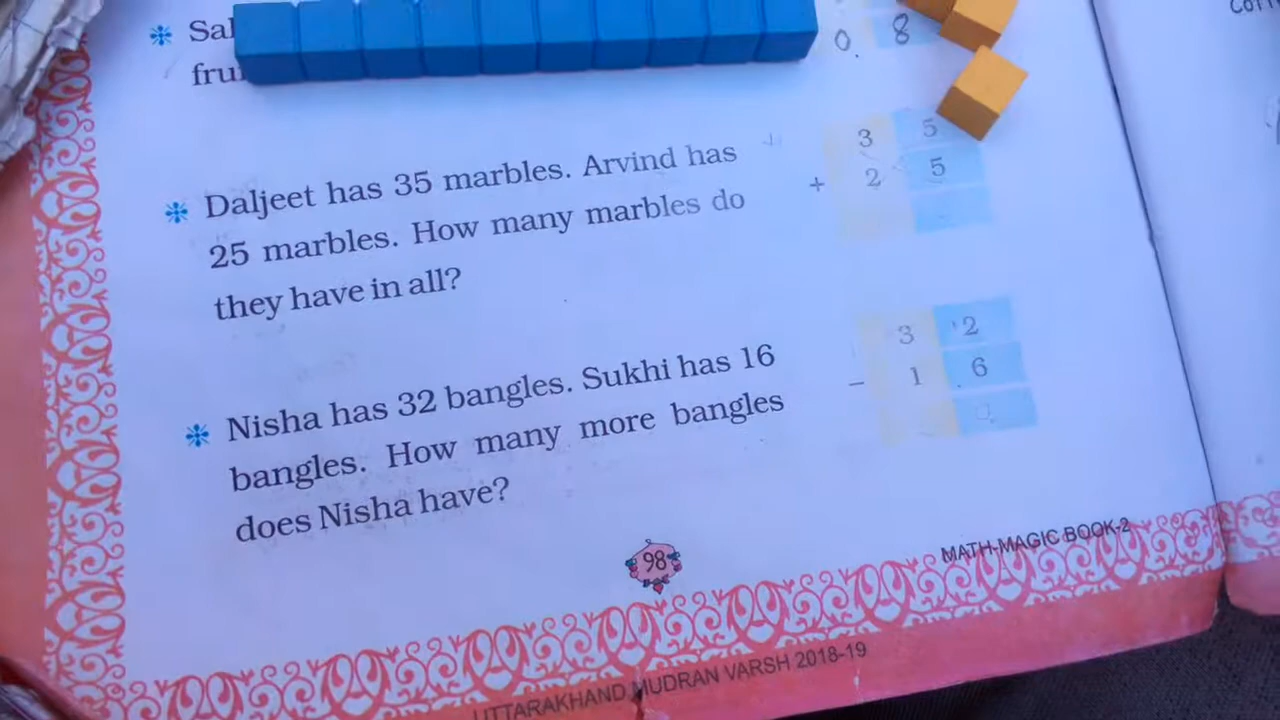 Sal
fru
0. 8
Daljeet has 35 marbles. Arvind has
25 marbles. How many marbles do
they have in all?
3 5
+ 2 5
Nisha has 32 bangles. Sukhi has 16
bangles. How many more bangles
does Nisha have?
3 2
- 1 6
98
MATH-MAGIC BOOK-2
UTTARAKHAND MUDRAN VARSH 2018-19